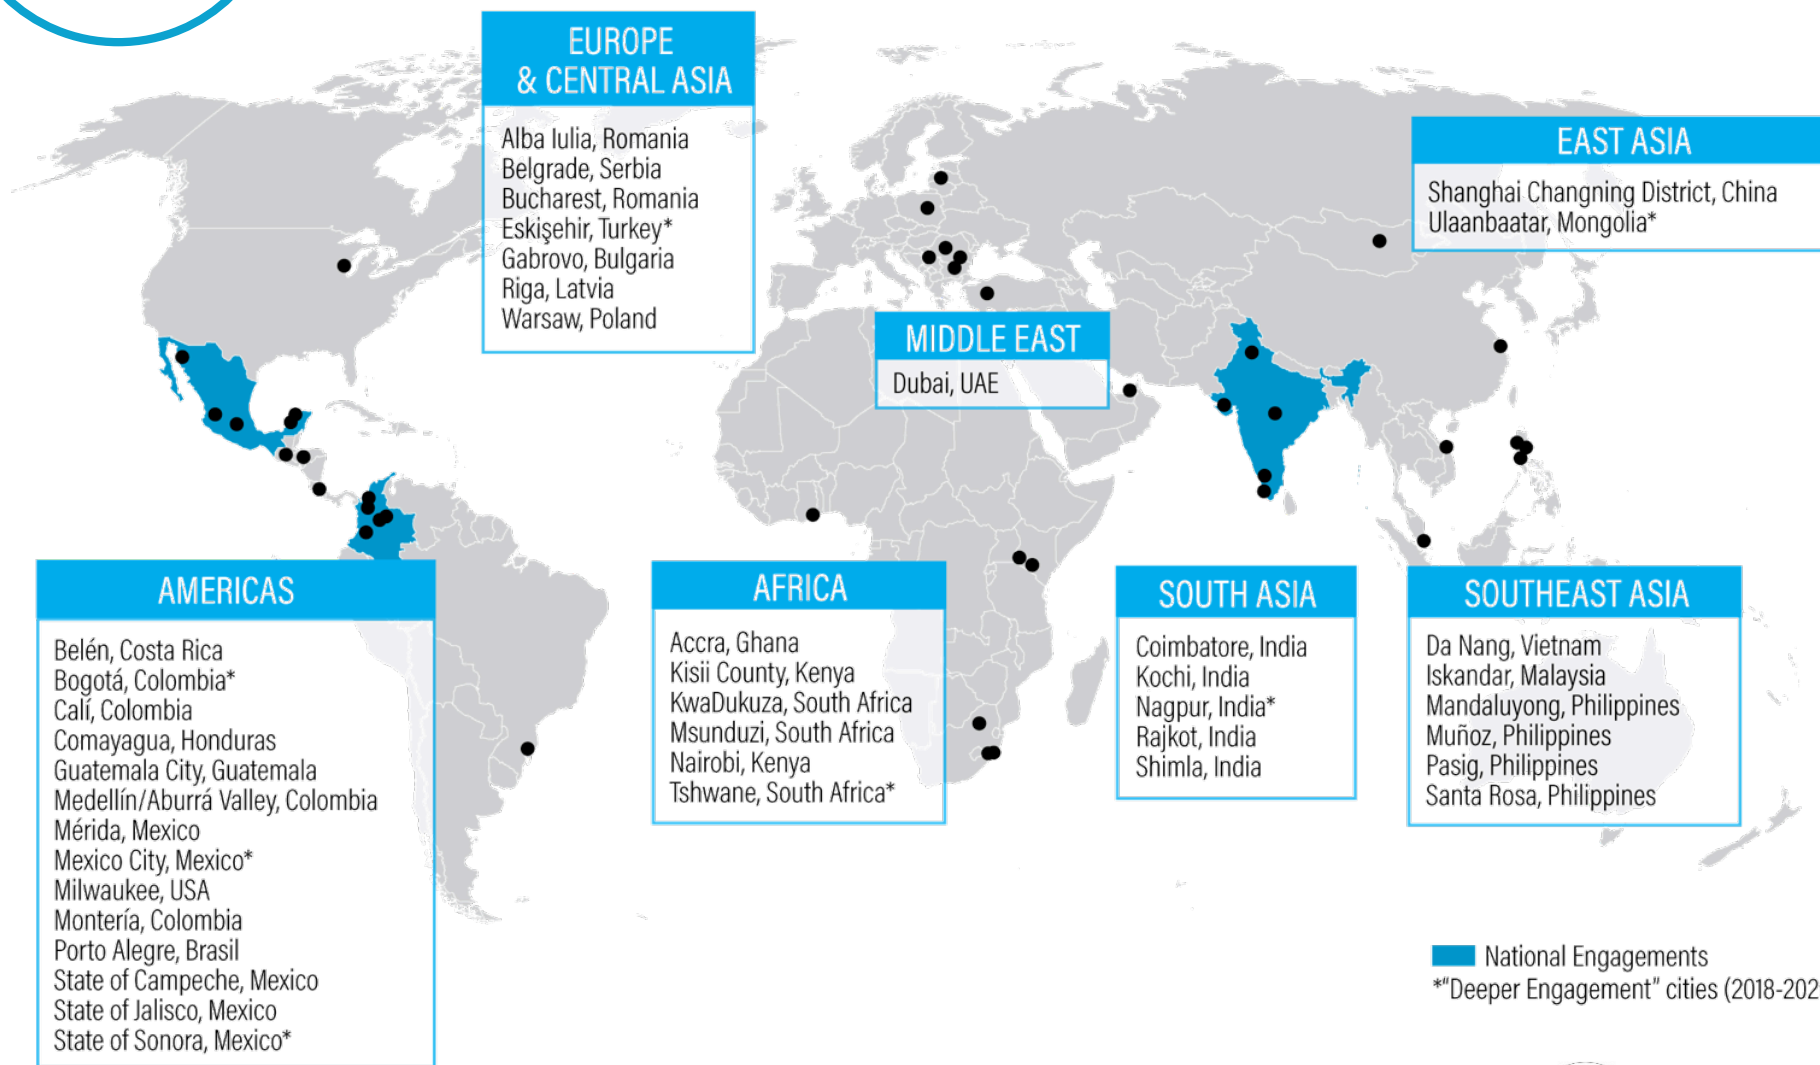 EUROPE
& CENTRAL ASIA
Alba Iulia, Romania
Belgrade, Serbia
Bucharest, Romania
Eskişehir, Turkey*
Gabrovo, Bulgaria
Riga, Latvia
Warsaw, Poland
EAST ASIA
Shanghai Changning District, China
Ulaanbaatar, Mongolia*
MIDDLE EAST
Dubai, UAE
AMERICAS
Belén, Costa Rica
Bogotá, Colombia*
Calí, Colombia
Comayagua, Honduras
Guatemala City, Guatemala
Medellín/Aburrá Valley, Colombia
Mérida, Mexico
Mexico City, Mexico*
Milwaukee, USA
Montería, Colombia
Porto Alegre, Brasil
State of Campeche, Mexico
State of Jalisco, Mexico
State of Sonora, Mexico*
AFRICA
Accra, Ghana
Kisii County, Kenya
KwaDukuza, South Africa
Msunduzi, South Africa
Nairobi, Kenya
Tshwane, South Africa*
SOUTH ASIA
Coimbatore, India
Kochi, India
Nagpur, India*
Rajkot, India
Shimla, India
SOUTHEAST ASIA
Da Nang, Vietnam
Iskandar, Malaysia
Mandaluyong, Philippines
Muñoz, Philippines
Pasig, Philippines
Santa Rosa, Philippines
National Engagements
*"Deeper Engagement" cities (2018-202